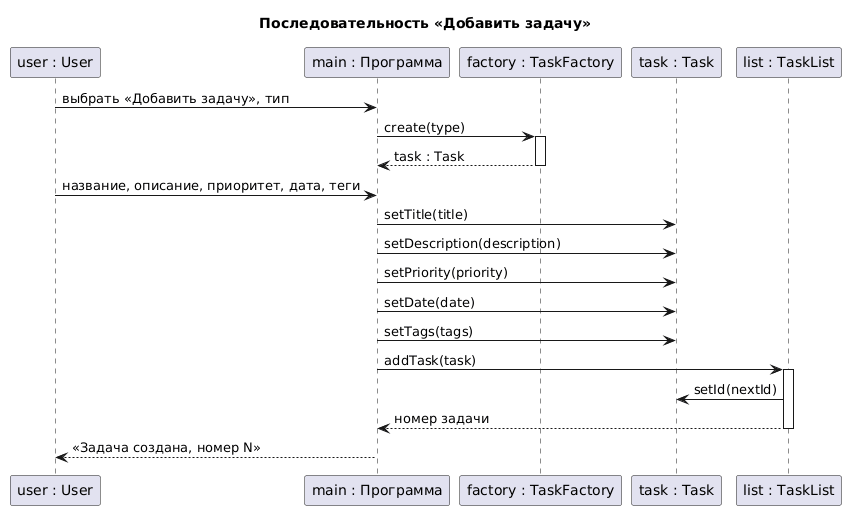 Последовательность «Добавить задачу»
user : User
main : Программа
factory : TaskFactory
task : Task
list : TaskList
выбрать «Добавить задачу», тип
create(type)
task : Task
название, описание, приоритет, дата, теги
setTitle(title)
setDescription(description)
setPriority(priority)
setDate(date)
setTags(tags)
addTask(task)
setId(nextId)
номер задачи
«Задача создана, номер N»
user : User
main : Программа
factory : TaskFactory
task : Task
list : TaskList